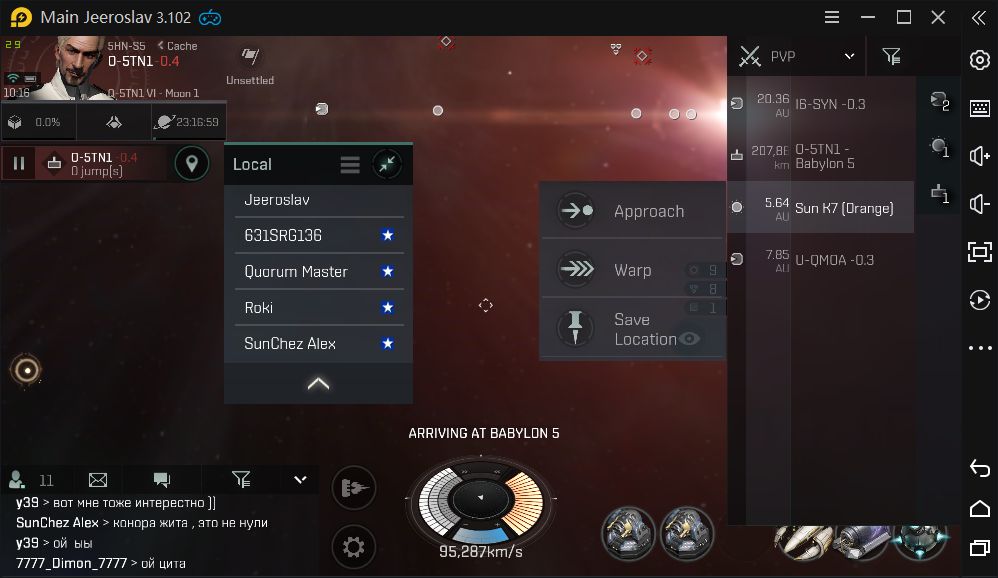 Main Jeeroslav 3.102
29
5HN-S5 < Cache
O-5TN1-0.4
O-5TN1 VI - Moon 1
10:16
Unsettled
0.0%
23:16:59
O-5TN1 -0.4
0 jump(s)
Local
Jeeroslav
631SRG136
Quorum Master
Roki
SunChez Alex
Approach
Warp
Save
Location
9
8
1
PVP
20.36
AU
I6-SYN -0.3
207,88
km
O-5TN1 -
Babylon 5
5.64
AU
Sun K7 (Orange)
7.85
AU
U-QMOA -0.3
2
1
1
ARRIVING AT BABYLON 5
95,287km/s
11
y39 > вот мне тоже интересно ))
SunChez Alex > конора жита , это не нули
y39 > ой ыы
7777_Dimon_7777 > ой цита